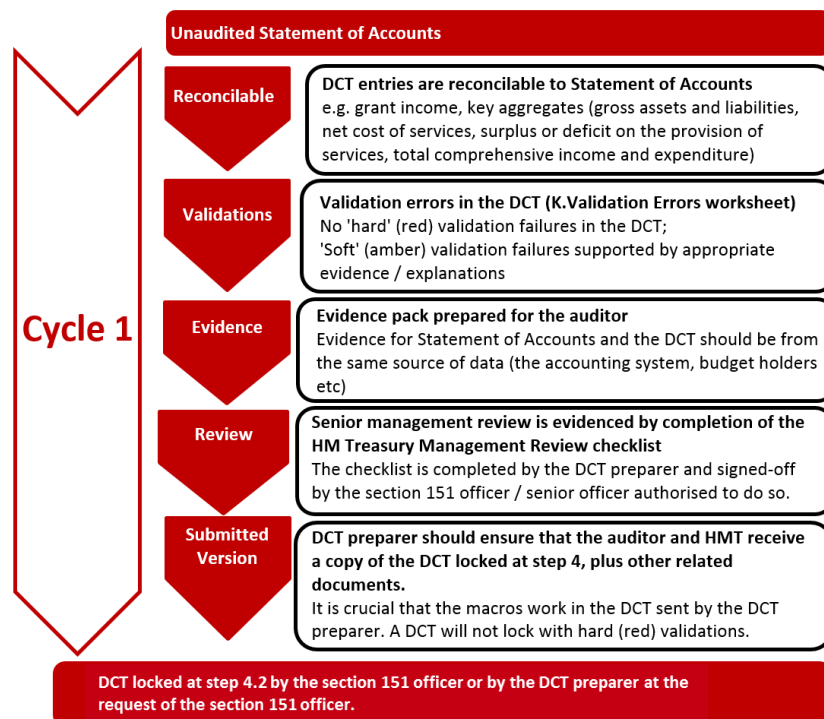 Unaudited Statement of Accounts
Cycle 1
Reconcilable
DCT entries are reconcilable to Statement of Accounts
e.g. grant income, key aggregates (gross assets and liabilities,
net cost of services, surplus or deficit on the provision of
services, total comprehensive income and expenditure)
Validations
Validation errors in the DCT (K.Validation Errors worksheet)
No 'hard' (red) validation failures in the DCT;
'Soft' (amber) validation failures supported by appropriate
evidence / explanations
Evidence
Evidence pack prepared for the auditor
Evidence for Statement of Accounts and the DCT should be from
the same source of data (the accounting system, budget holders
etc)
Review
Senior management review is evidenced by completion of the
HM Treasury Management Review checklist
The checklist is completed by the DCT preparer and signed-off
by the section 151 officer / senior officer authorised to do so.
Submitted
Version
DCT preparer should ensure that the auditor and HMT receive
a copy of the DCT locked at step 4, plus other related
documents.
It is crucial that the macros work in the DCT sent by the DCT
preparer. A DCT will not lock with hard (red) validations.
DCT locked at step 4.2 by the section 151 officer or by the DCT preparer at the
request of the section 151 officer.